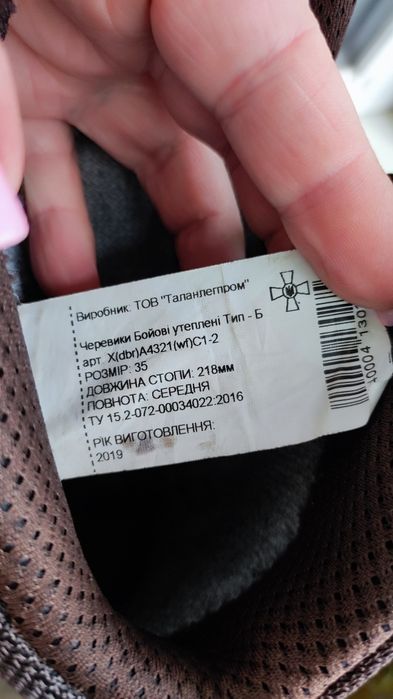 Виробник: ТОВ "Таланлегпром"
Черевики Бойові утеплені Тип - Б
арт. X(dbr)A4321(wf)C1-2
РОЗМІР: 35
ДОВЖИНА СТОПИ: 218мм
ПОВНОТА: СЕРЕДНЯ
ТУ 15.2-072-00034022:2016
РІК ВИГОТОВЛЕННЯ:
2019